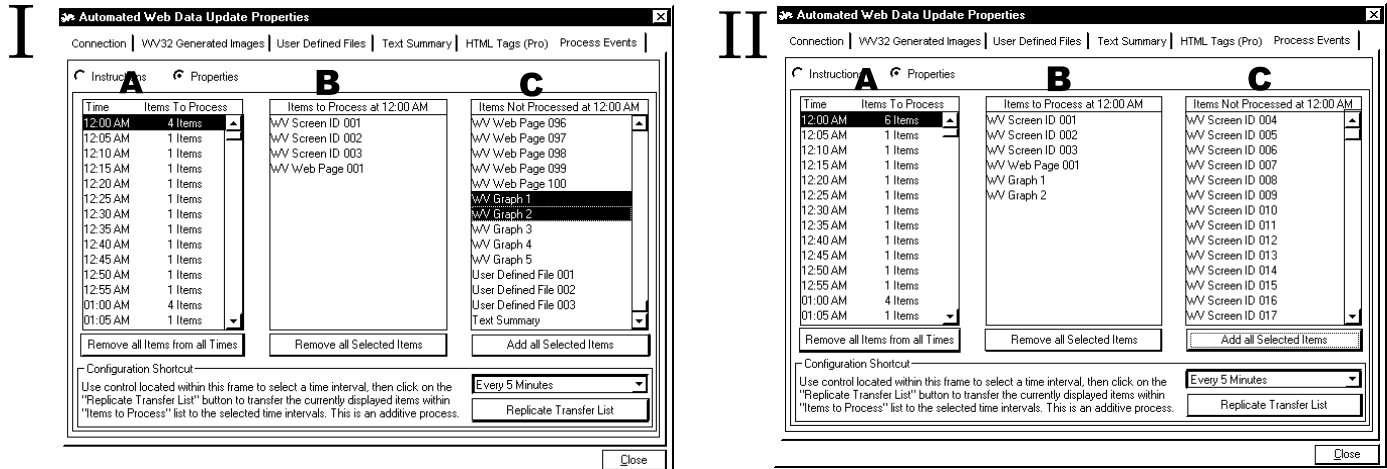 I
Automated Web Data Update Properties
Connection WV32 Generated Images User Defined Files Text Summary HTML Tags (Pro) Process Events
Instructions Properties
A B C
Time Items To Process
12:00 AM 4 Items
12:05 AM 1 Items
12:10 AM 1 Items
12:15 AM 1 Items
12:20 AM 1 Items
12:25 AM 1 Items
12:30 AM 1 Items
12:35 AM 1 Items
12:40 AM 1 Items
12:45 AM 1 Items
12:50 AM 1 Items
12:55 AM 1 Items
01:00 AM 4 Items
01:05 AM 1 Items
Remove all Items from all Times
Items to Process at 12:00 AM
WV Screen ID 001
WV Screen ID 002
WV Screen ID 003
WV Web Page 001
Remove all Selected Items
Items Not Processed at 12:00 AM
WV Web Page 096
WV Web Page 097
WV Web Page 098
WV Web Page 099
WV Web Page 100
WV Graph 1
WV Graph 2
WV Graph 3
WV Graph 4
WV Graph 5
User Defined File 001
User Defined File 002
User Defined File 003
Text Summary
Add all Selected Items
Configuration Shortcut
Use control located within this frame to select a time interval, then click on the
"Replicate Transfer List" button to transfer the currently displayed items within
"Items to Process" list to the selected time intervals. This is an additive process.
Every 5 Minutes
Replicate Transfer List
Close
II
Automated Web Data Update Properties
Connection WV32 Generated Images User Defined Files Text Summary HTML Tags (Pro) Process Events
Instructions Properties
A B C
Time Items To Process
12:00 AM 6 Items
12:05 AM 1 Items
12:10 AM 1 Items
12:15 AM 1 Items
12:20 AM 1 Items
12:25 AM 1 Items
12:30 AM 1 Items
12:35 AM 1 Items
12:40 AM 1 Items
12:45 AM 1 Items
12:50 AM 1 Items
12:55 AM 1 Items
01:00 AM 4 Items
01:05 AM 1 Items
Remove all Items from all Times
Items to Process at 12:00 AM
WV Screen ID 001
WV Screen ID 002
WV Screen ID 003
WV Web Page 001
WV Graph 1
WV Graph 2
Remove all Selected Items
Items Not Processed at 12:00 AM
WV Screen ID 004
WV Screen ID 005
WV Screen ID 006
WV Screen ID 007
WV Screen ID 008
WV Screen ID 009
WV Screen ID 010
WV Screen ID 011
WV Screen ID 012
WV Screen ID 013
WV Screen ID 014
WV Screen ID 015
WV Screen ID 016
WV Screen ID 017
Add all Selected Items
Configuration Shortcut
Use control located within this frame to select a time interval, then click on the
"Replicate Transfer List" button to transfer the currently displayed items within
"Items to Process" list to the selected time intervals. This is an additive process.
Every 5 Minutes
Replicate Transfer List
Close